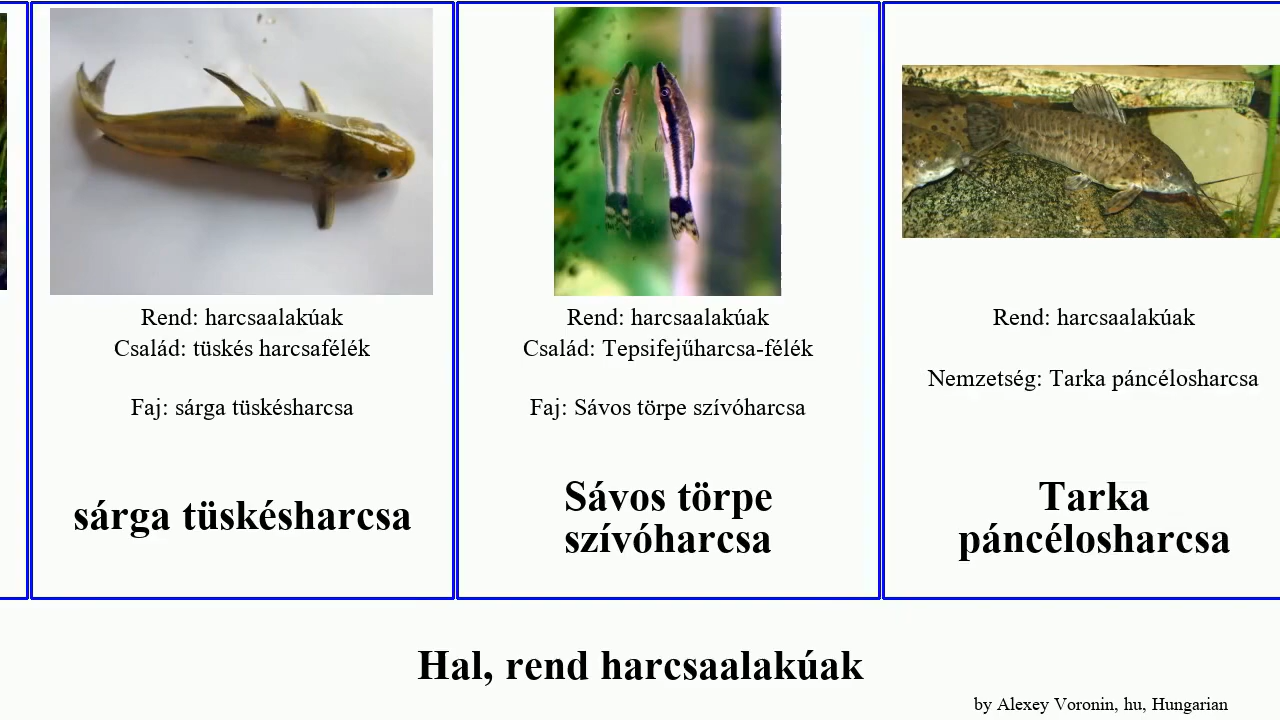 Rend: harcsaalakúak
Család: tüskés harcsafélék
Faj: sárga tüskésharcsa
sárga tüskésharcsa
Rend: harcsaalakúak
Család: Tepsifejűharcsa-félék
Faj: Sávos törpe szívóharcsa
Sávos törpe
szívóharcsa
Rend: harcsaalakúak
Nemzetség: Tarka páncélosharcsa
Tarka
páncélosharcsa
Hal, rend harcsaalakúak
by Alexey Voronin, hu, Hungarian